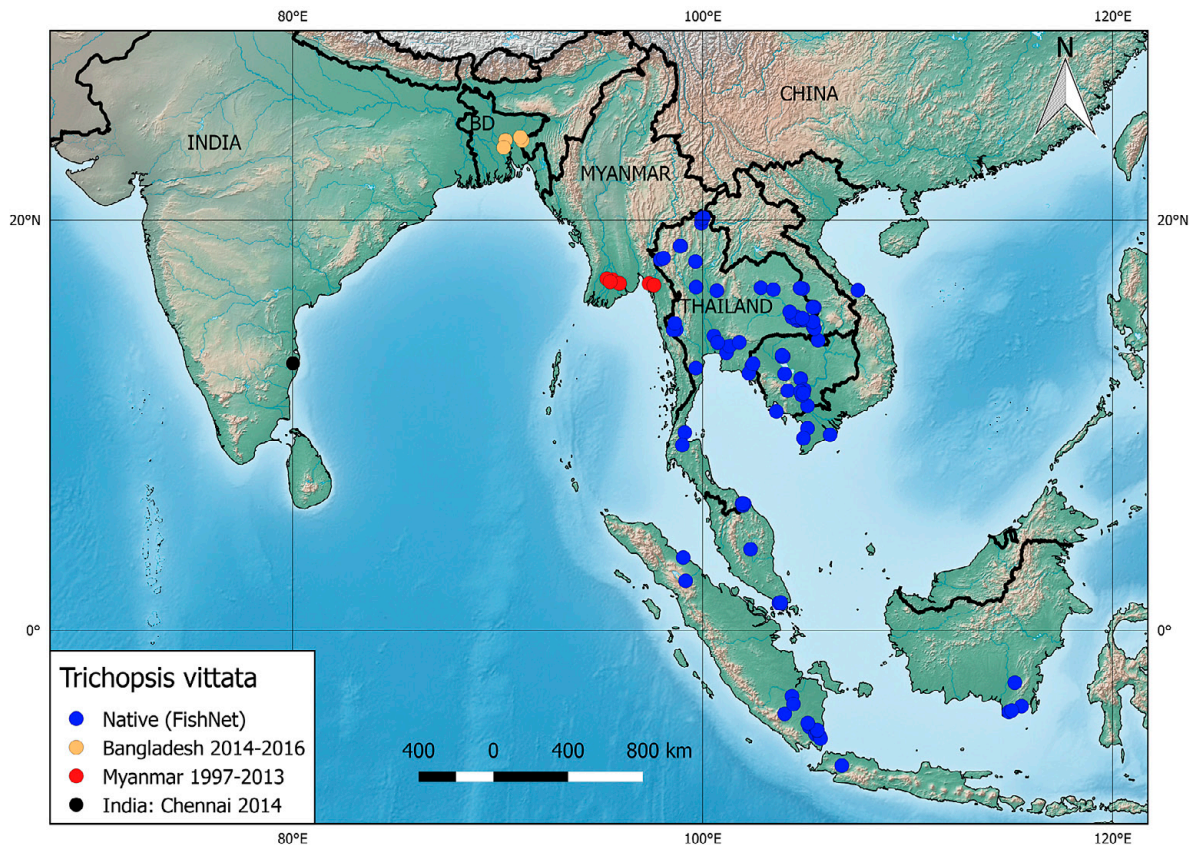 80°E 100°E 120°E
N
CHINA
BD
INDIA
MYANMAR
20°N 20°N
THAILAND
0° 0°
Trichopsis vittata
Native (FishNet)
Bangladesh 2014-2016
Myanmar 1997-2013
India: Chennai 2014
400 0 400 800 km
80°E 100°E 120°E